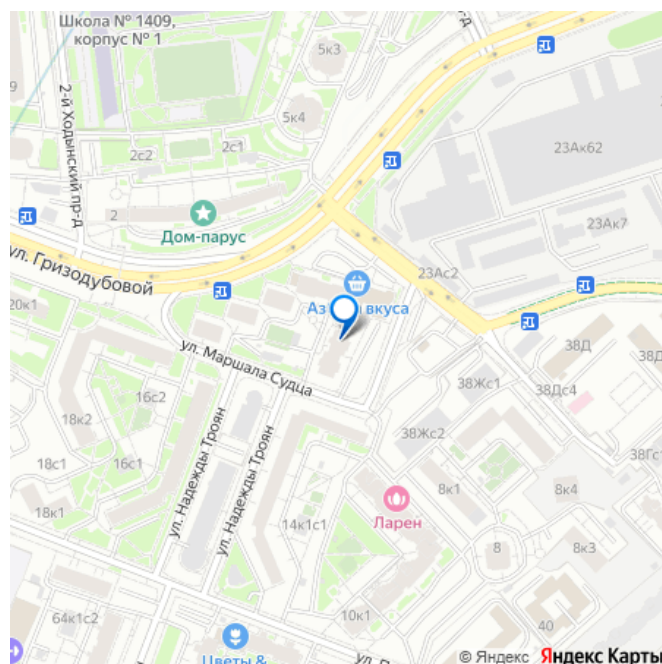 Школа № 1409,
корпус № 1
2-й Ходынский пр-д
5к3
5к4
9
2с2
2с1
2
Дом-парус
23Ак62
23Ак7
23Ас2
ул. Гризодубовой
20к1
ул. Маршала Судца
вкуса
38Д
38Дс4
38Жс1
38Жс2
16с2
18к2
18с1
16с1
18к1
ул. Надежды Троян
ул. Надежды Троян
14к1с1
Ларен
8к1
8к4
8
8к3
10к1
40
64к1с2
Цветы &
© Яндекс
Яндекс Карты